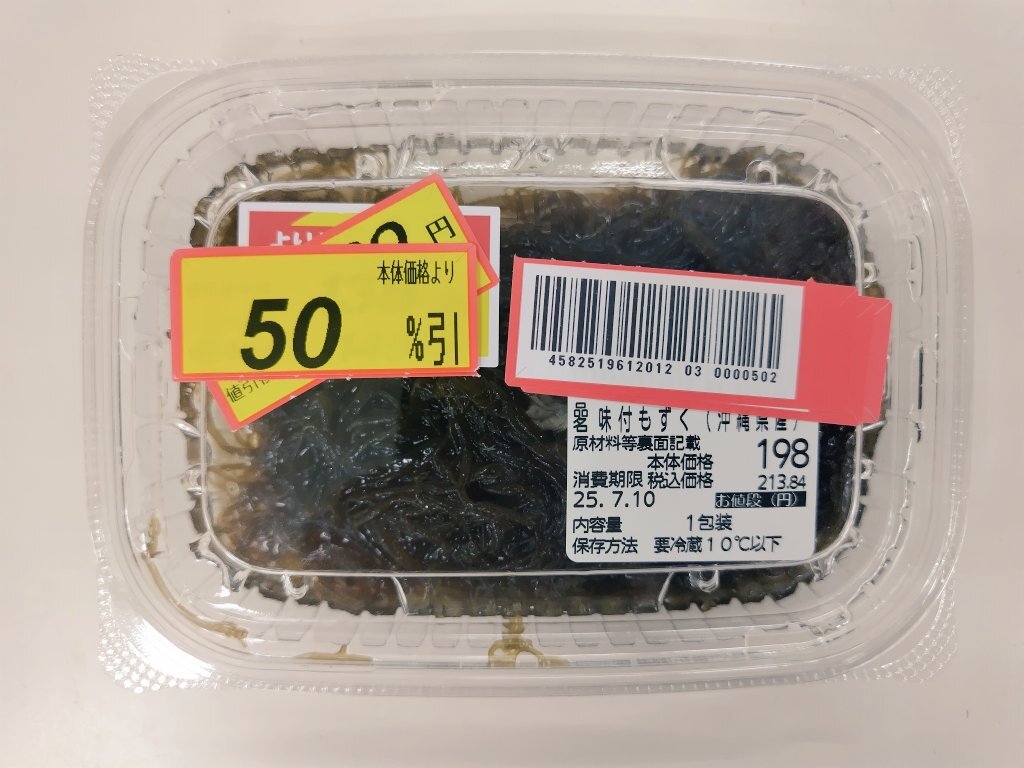 円
本体価格より
50 %引
値引
4582519612012 03 0000502
味付もずく(沖縄県産)
原材料等裏面記載
本体価格 198
消費期限 税込価格 213.84
25.7.10 お値段(円)
内容量 1包装
保存方法 要冷蔵10℃以下